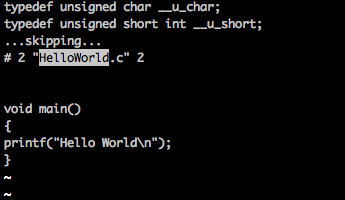 typedef unsigned char __u_char;
typedef unsigned short int __u_short;
...skipping...
# 2 "HelloWorld.c" 2
void main()
{
printf("Hello World\n");
}
~
~